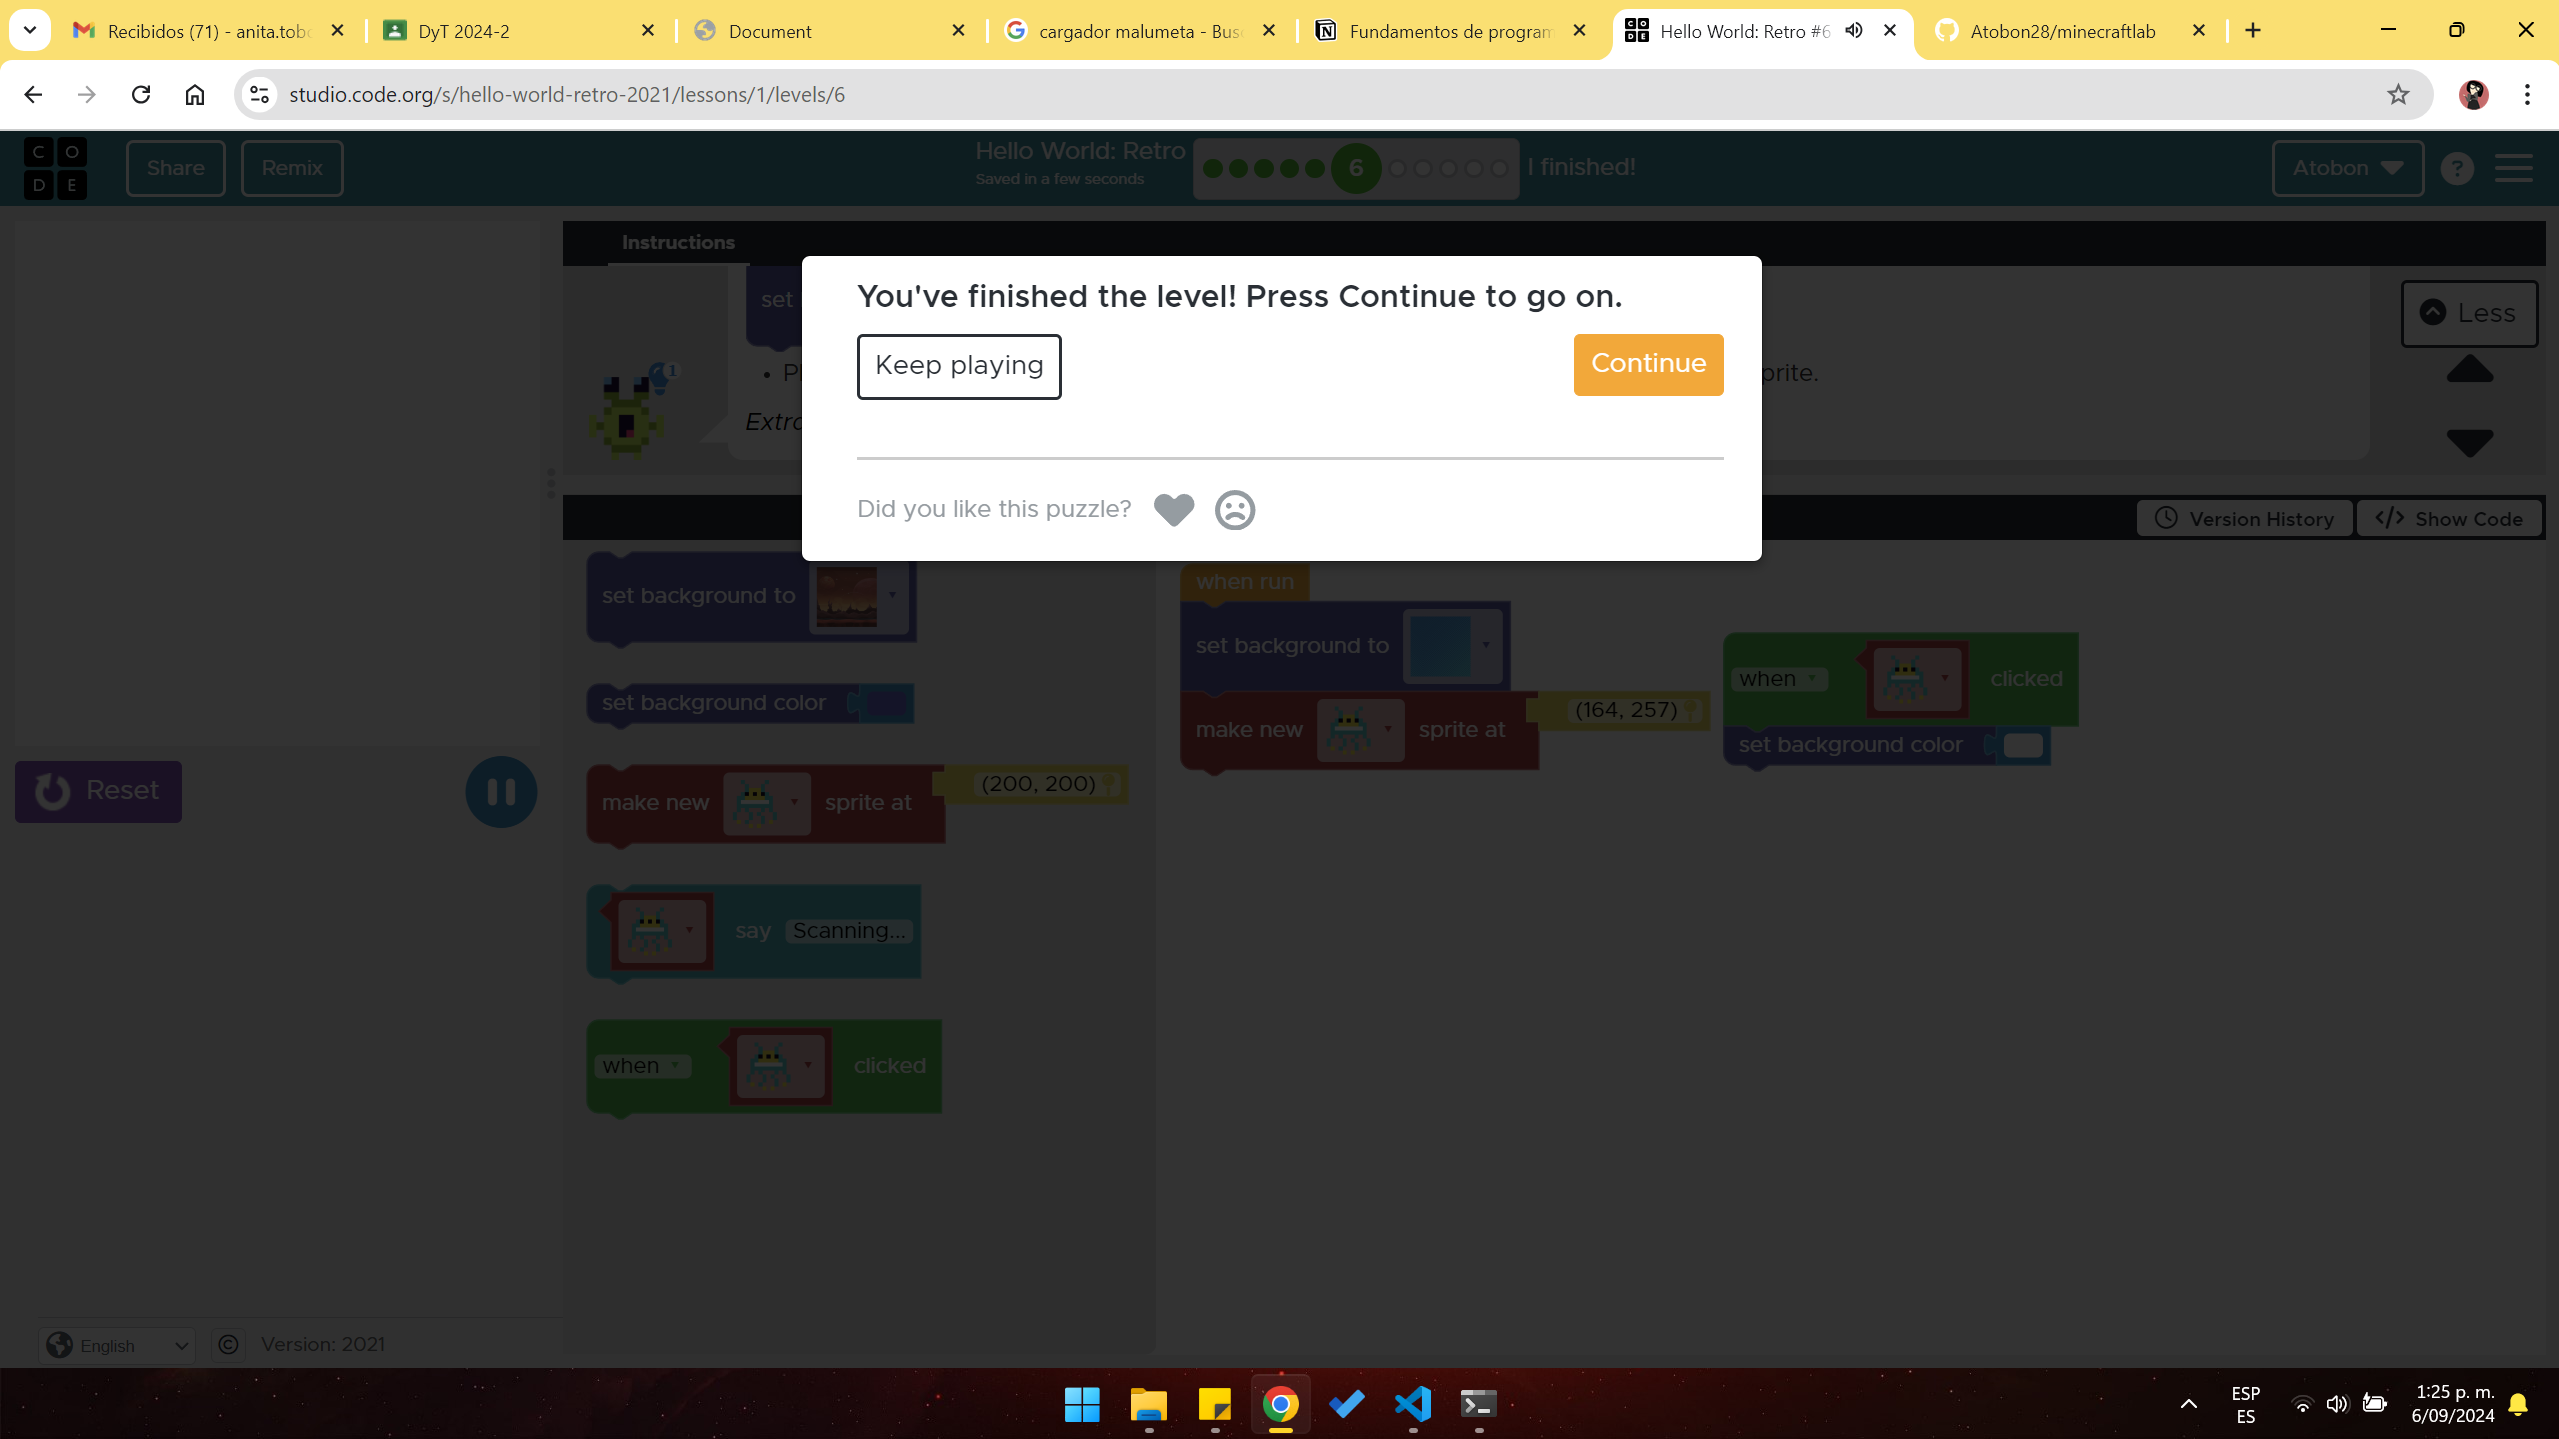 Recibidos (71) - anita.tobo
DyT 2024-2
Document
cargador malumeta - Bus
Fundamentos de program
Hello World: Retro #6
Atobon28/minecraftlab
studio.code.org/s/hello-world-retro-2021/lessons/1/levels/6
C O D E
Share
Remix
Hello World: Retro
Saved in a few seconds
6
I finished!
Atobon
?
Instructions
set
Less
1
prite.
Extra
You've finished the level! Press Continue to go on.
Keep playing
Continue
Did you like this puzzle?
Version History
Show Code
set background to
set background color
make new sprite at (200, 200)
say Scanning...
when clicked
when run
set background to
make new sprite at (164, 257)
when clicked
set background color
Reset
English
©
Version: 2021
ESP
ES
1:25 p. m.
6/09/2024